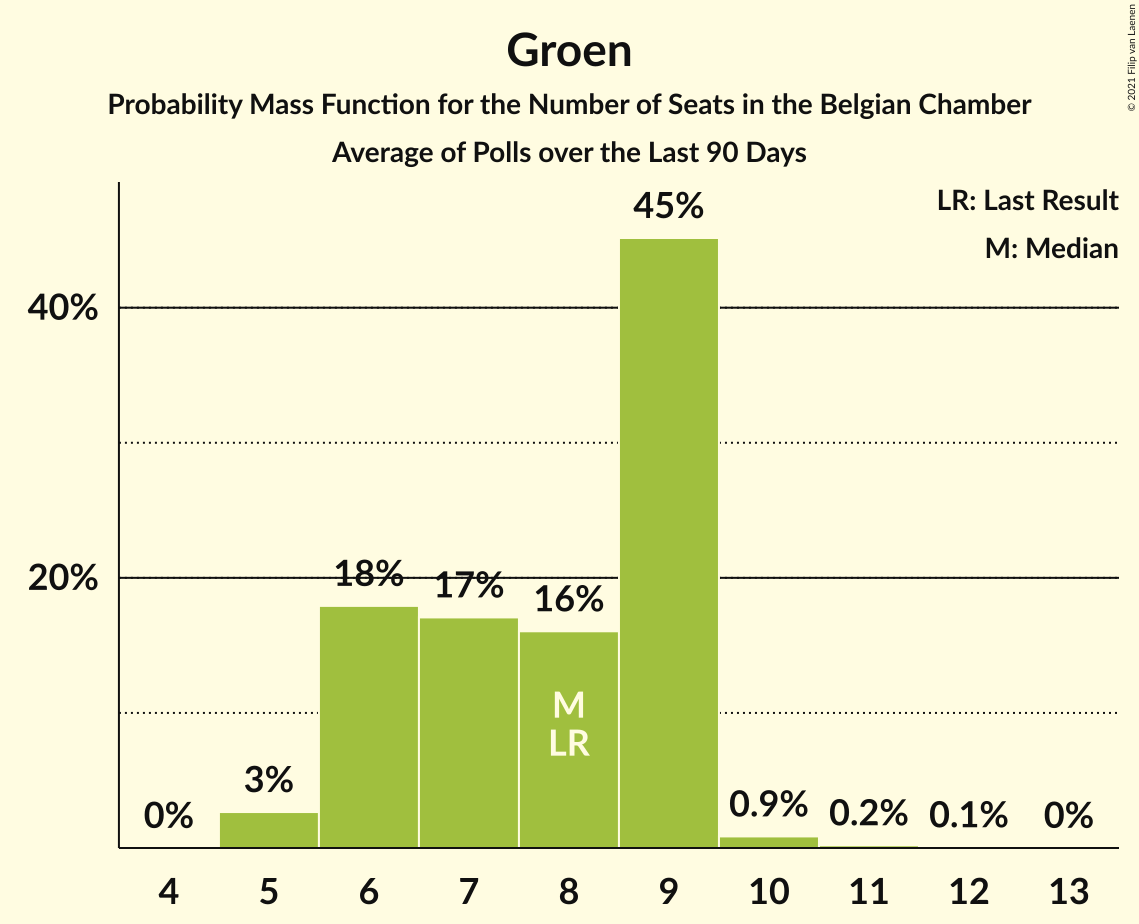 Groen
Probability Mass Function for the Number of Seats in the Belgian Chamber
Average of Polls over the Last 90 Days
© 2021 Filip van Laenen
LR: Last Result
M: Median
40%
20%
0%
3%
18%
17%
16%
45%
0.9%
0.2%
0.1%
0%
M
LR
4 5 6 7 8 9 10 11 12 13